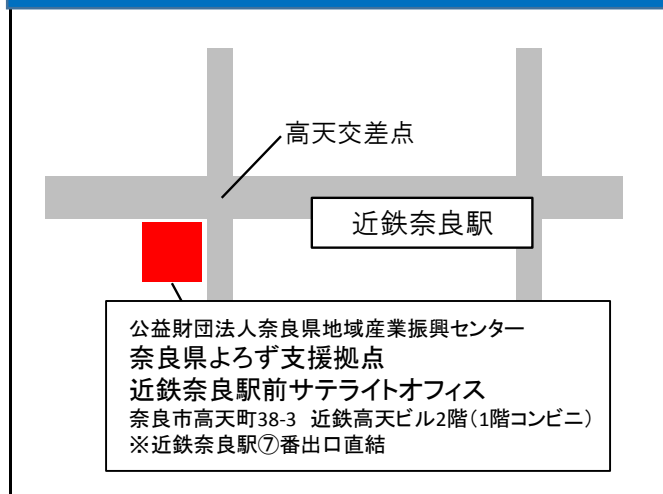 高天交差点
近鉄奈良駅
公益財団法人奈良県地域産業振興センター
奈良県よろず支援拠点
近鉄奈良駅前サテライトオフィス
奈良市高天町38-3 近鉄高天ビル2階(1階コンビニ)
※近鉄奈良駅⑦番出口直結